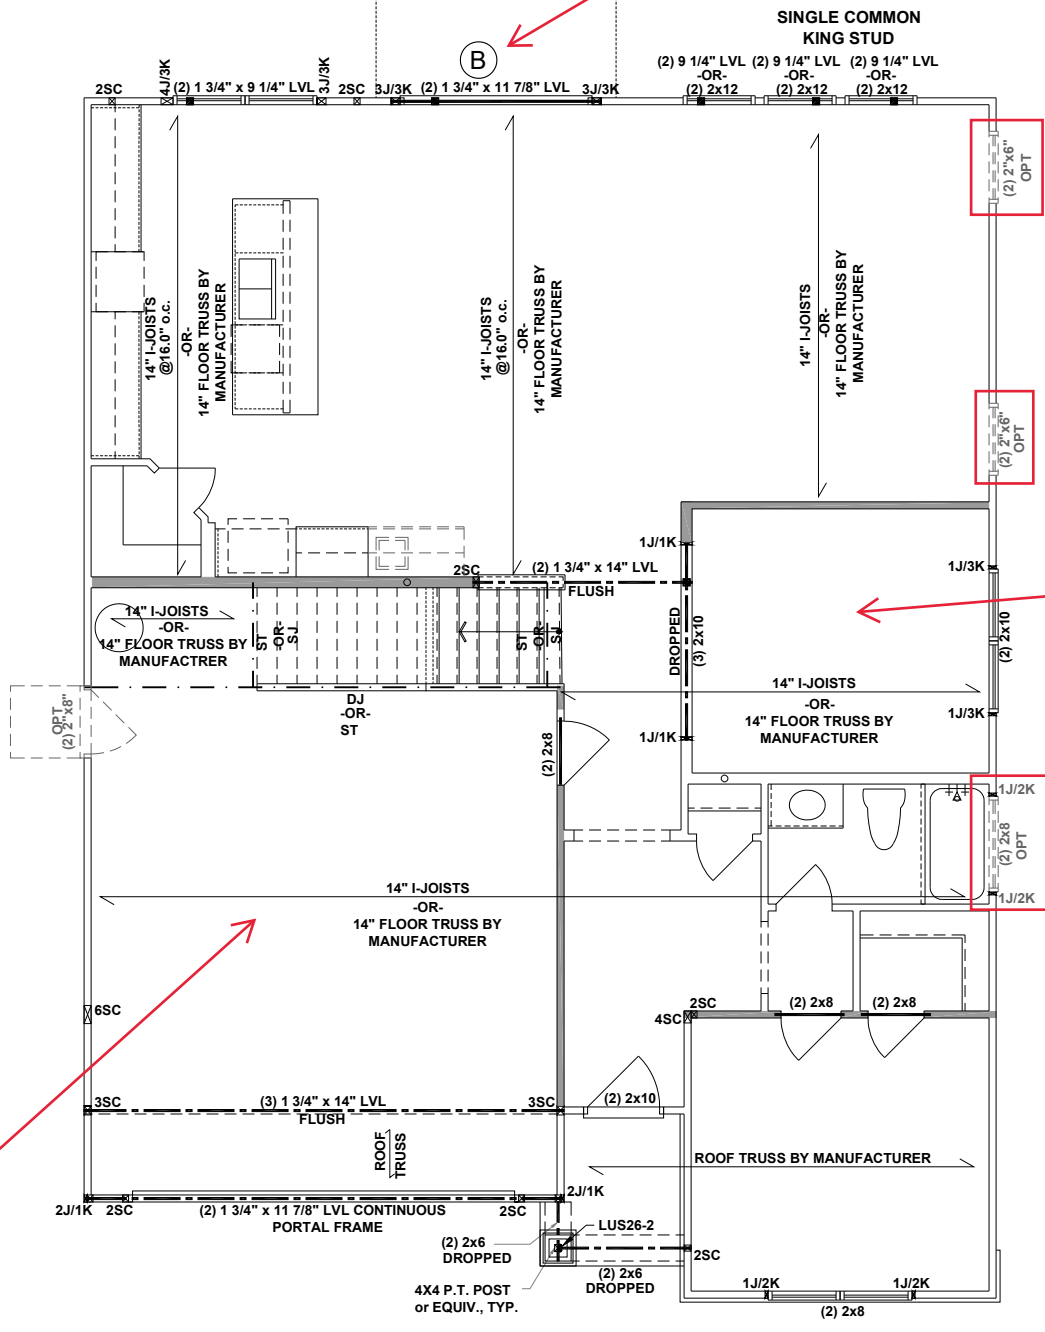 SINGLE COMMON
KING STUD
B
2SC
4J/3K
(2) 1 3/4" x 9 1/4" LVL
3J/3K
2SC
3J/3K
(2) 1 3/4" x 11 7/8" LVL
3J/3K
(2) 9 1/4" LVL
-OR-
(2) 2x12
(2) 9 1/4" LVL
-OR-
(2) 2x12
(2) 9 1/4" LVL
-OR-
(2) 2x12
(2) 2"x6"
OPT
14" I-JOISTS
@16.0" o.c.
-OR-
14" FLOOR TRUSS BY
MANUFACTURER
14" I-JOISTS
@16.0" o.c.
-OR-
14" FLOOR TRUSS BY
MANUFACTURER
14" I-JOISTS
-OR-
14" FLOOR TRUSS BY
MANUFACTURER
(2) 2"x6"
OPT
1J/1K
2SC
(2) 1 3/4" x 14" LVL
FLUSH
1J/3K
14" I-JOISTS
-OR-
14" FLOOR TRUSS BY
MANUFACTRER
ST
-OR-
SJ
ST
-OR-
SJ
DROPPED
(3) 2x10
(2) 2x10
14" I-JOISTS
-OR-
14" FLOOR TRUSS BY
MANUFACTURER
1J/3K
OPT
(2) 2"x8"
DJ
-OR-
ST
(2) 2x8
1J/1K
1J/2K
(2) 2x8
OPT
1J/2K
14" I-JOISTS
-OR-
14" FLOOR TRUSS BY
MANUFACTURER
6SC
2SC
4SC
(2) 2x8
(2) 2x8
3SC
(3) 1 3/4" x 14" LVL
FLUSH
3SC
(2) 2x10
ROOF
TRUSS
ROOF TRUSS BY MANUFACTURER
2J/1K
2SC
(2) 1 3/4" x 11 7/8" LVL CONTINUOUS
PORTAL FRAME
2SC
2J/1K
LUS26-2
(2) 2x6
DROPPED
2SC
(2) 2x6
DROPPED
4X4 P.T. POST
or EQUIV., TYP.
1J/2K
1J/2K
(2) 2x8